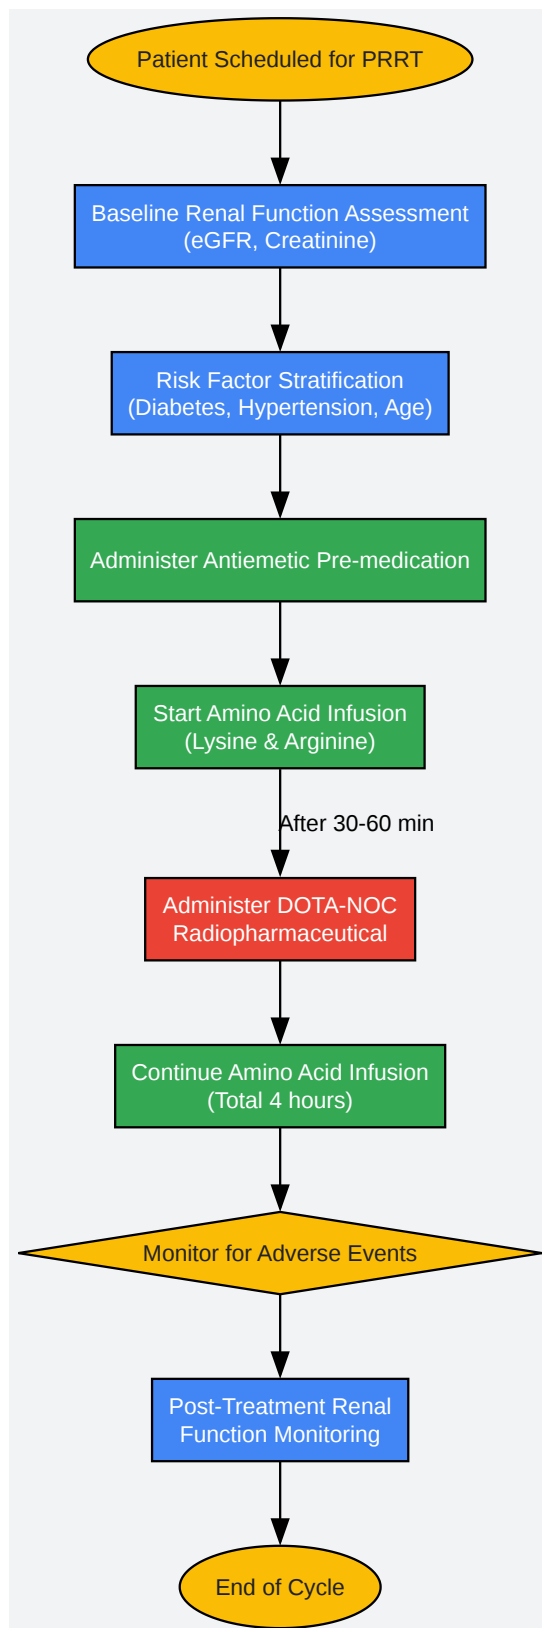 Patient Scheduled for PRRT
Baseline Renal Function Assessment
(eGFR, Creatinine)
Risk Factor Stratification
(Diabetes, Hypertension, Age)
Administer Antiemetic Pre-medication
Start Amino Acid Infusion
(Lysine & Arginine)
After 30-60 min
Administer DOTA-NOC
Radiopharmaceutical
Continue Amino Acid Infusion
(Total 4 hours)
Monitor for Adverse Events
Post-Treatment Renal
Function Monitoring
End of Cycle